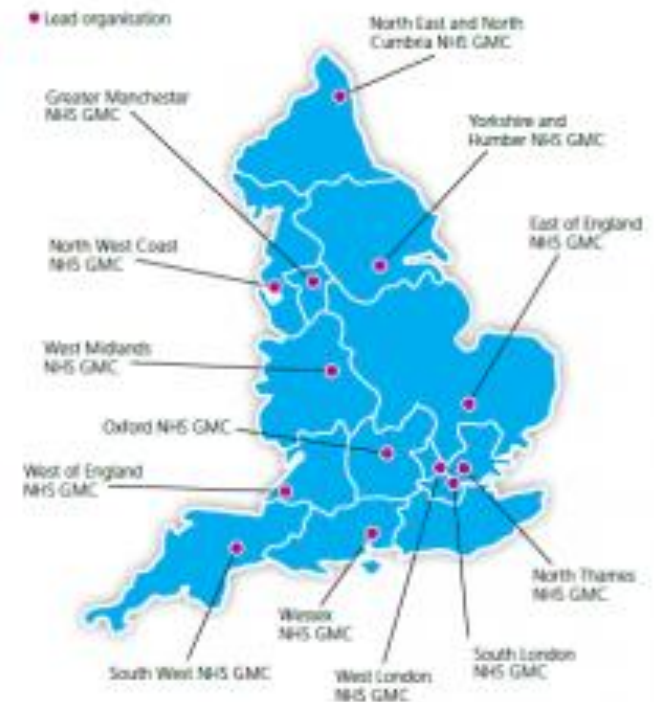 Lead organisation
North East and North
Cumbria NHS GMC
Greater Manchester
NHS GMC
Yorkshire and
Humber NHS GMC
East of England
NHS GMC
North West Coast
NHS GMC
West Midlands
NHS GMC
Oxford NHS GMC
West of England
NHS GMC
North Thames
NHS GMC
Wessex
NHS GMC
South London
NHS GMC
South West NHS GMC
West London
NHS GMC